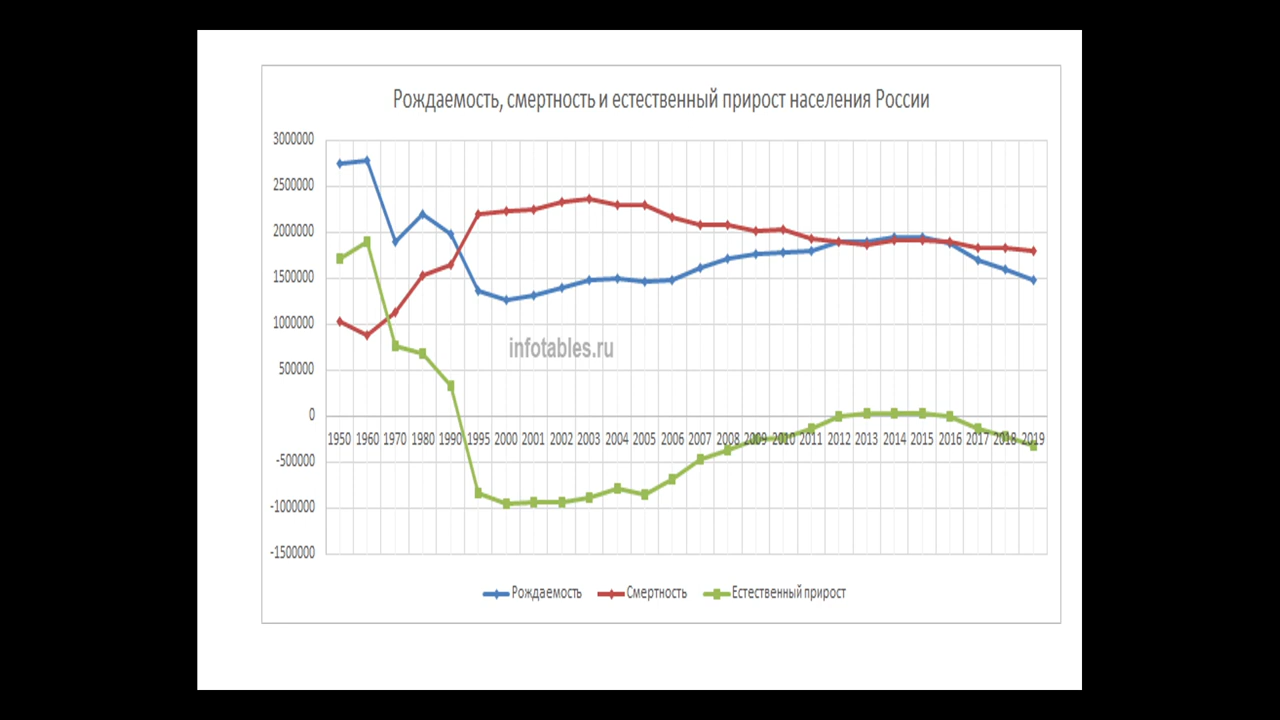 Рождаемость, смертность и естественный прирост населения России
3000000
2500000
2000000
1500000
1000000
500000
0
-500000
-1000000
-1500000
1950 1960 1970 1980 1990 1995 2000 2001 2002 2003 2004 2005 2006 2007 2008 2009 2010 2011 2012 2013 2014 2015 2016 2017 2018 2019
infotables.ru
Рождаемость Смертность Естественный прирост